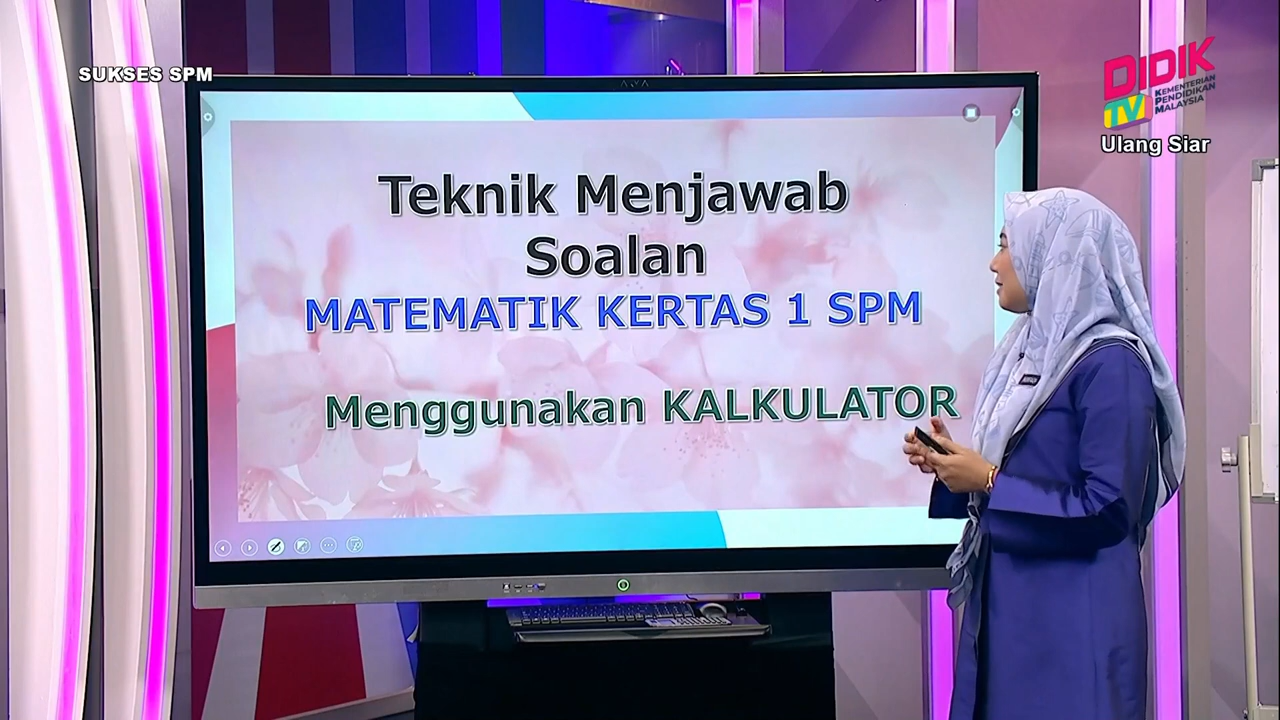 SUKSES SPM
DIDIK
TV
KEMENTERIAN
PENDIDIKAN
MALAYSIA
Ulang Siar
Teknik Menjawab
Soalan
MATEMATIK KERTAS 1 SPM
Menggunakan KALKULATOR